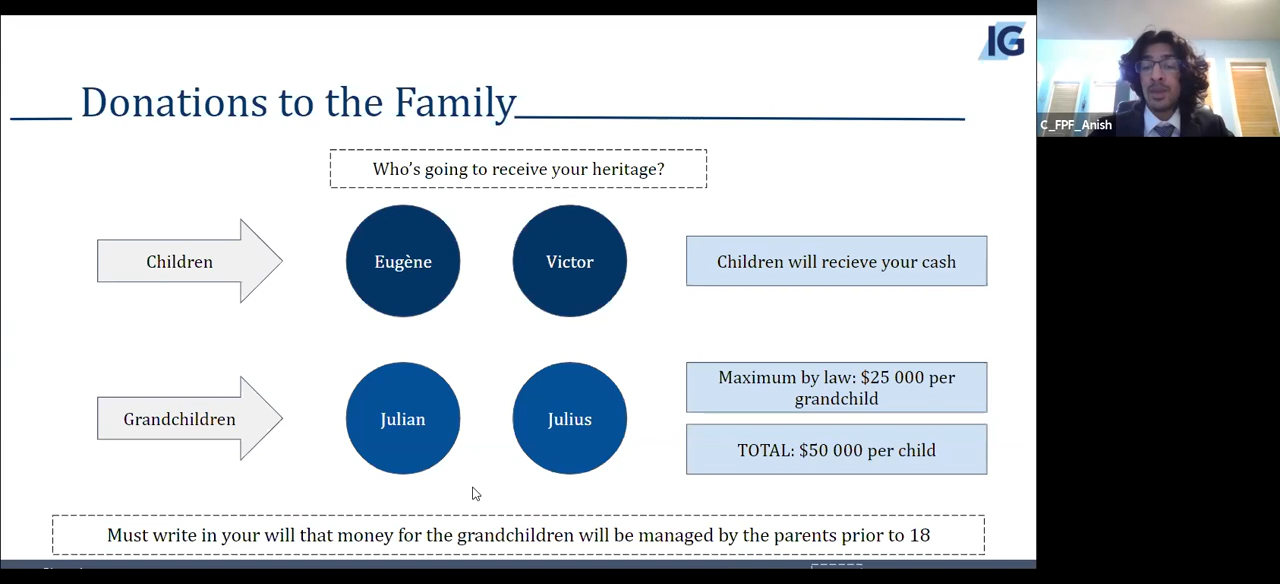 IG
Donations to the Family
C_FPF_Anish
Who's going to receive your heritage?
Children
Eugène
Victor
Children will recieve your cash
Grandchildren
Julian
Julius
Maximum by law: $25 000 per
grandchild
TOTAL: $50 000 per child
Must write in your will that money for the grandchildren will be managed by the parents prior to 18